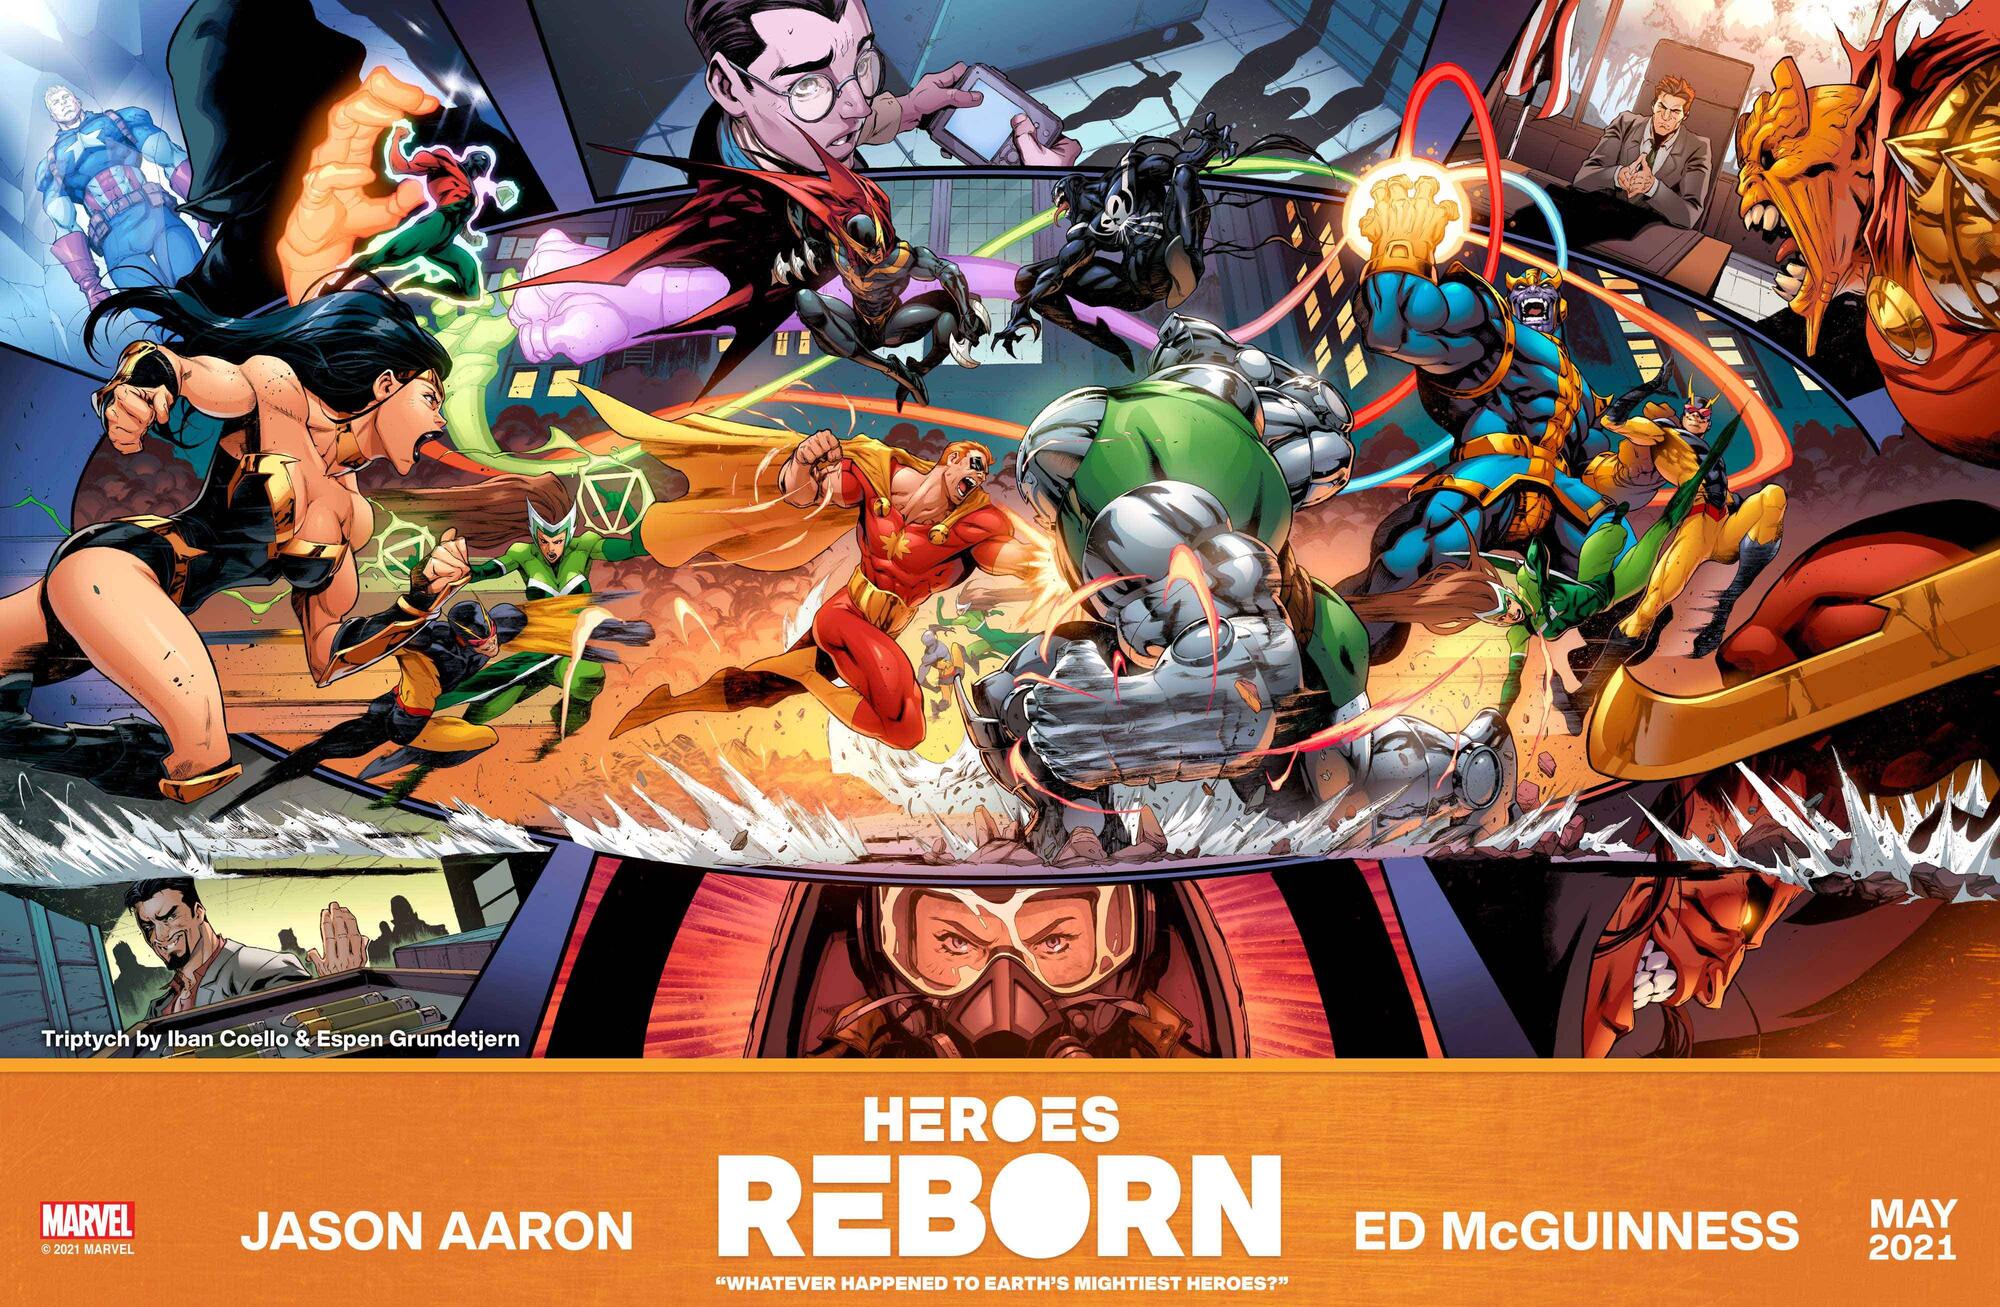 Triptych by Iban Coello & Espen Grundetjern
HEROES
REBORN
MARVEL
© 2021 MARVEL
JASON AARON
ED McGUINNESS
MAY
2021
“WHATEVER HAPPENED TO EARTH’S MIGHTIEST HEROES?”